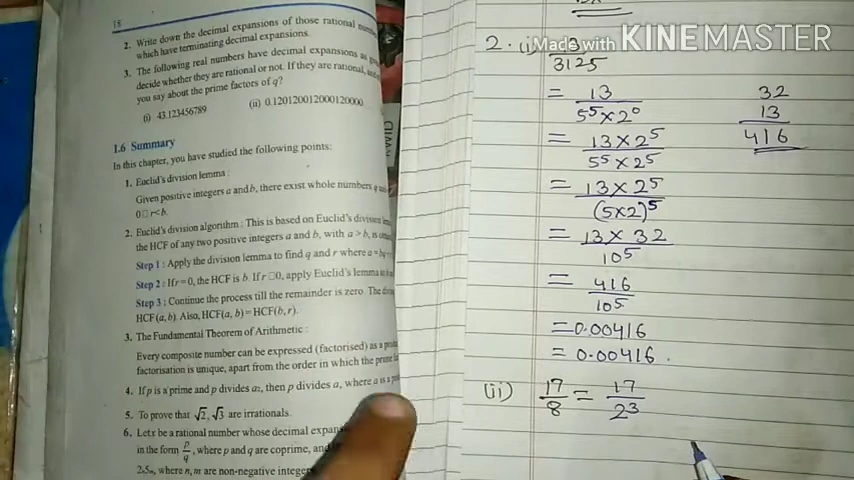 18
2. Write down the decimal expansions of those rational
which have terminating decimal expansions.
3. The following real numbers have decimal expansions as
decide whether they are rational or not. If they are rational,
you say about the prime factors of q?
(i) 43.123456789 (ii) 0.120120012000120000
1.6 Summary
In this chapter, you have studied the following points:
1. Euclid's division lemma :
Given positive integers a and b, there exist whole numbers q
0□r<b.
2. Euclid's division algorithm : This is based on Euclid's division
the HCF of any two positive integers a and b, with a > b, is
Step 1 : Apply the division lemma to find q and r where
Step 2 : If r = 0, the HCF is b. If r □0, apply Euclid's lemma
Step 3 : Continue the process till the remainder is zero. The
HCF(a, b). Also, HCF(a, b) = HCF(b, r).
3. The Fundamental Theorem of Arithmetic :
Every composite number can be expressed (factorised) as a
factorisation is unique, apart from the order in which the prime
4. If p is a prime and p divides a₂, then p divides a, where a is a
5. To prove that √2, √3 are irrationals.
6. Let x be a rational number whose decimal
in the form p/q, where p and q are coprime, and
2n5m, where n, m are non-negative
Made with KINEMASTER
2. (i)
3125
= 13 / 5⁵ × 2⁰
= 13 × 2⁵ / 5⁵ × 2⁵
= 13 × 2⁵ / (5×2)⁵
= 13 × 32 / 10⁵
= 416 / 10⁵
= 0.00416
= 0.00416.
(ii) 17/8 = 17/2³
32
13
416